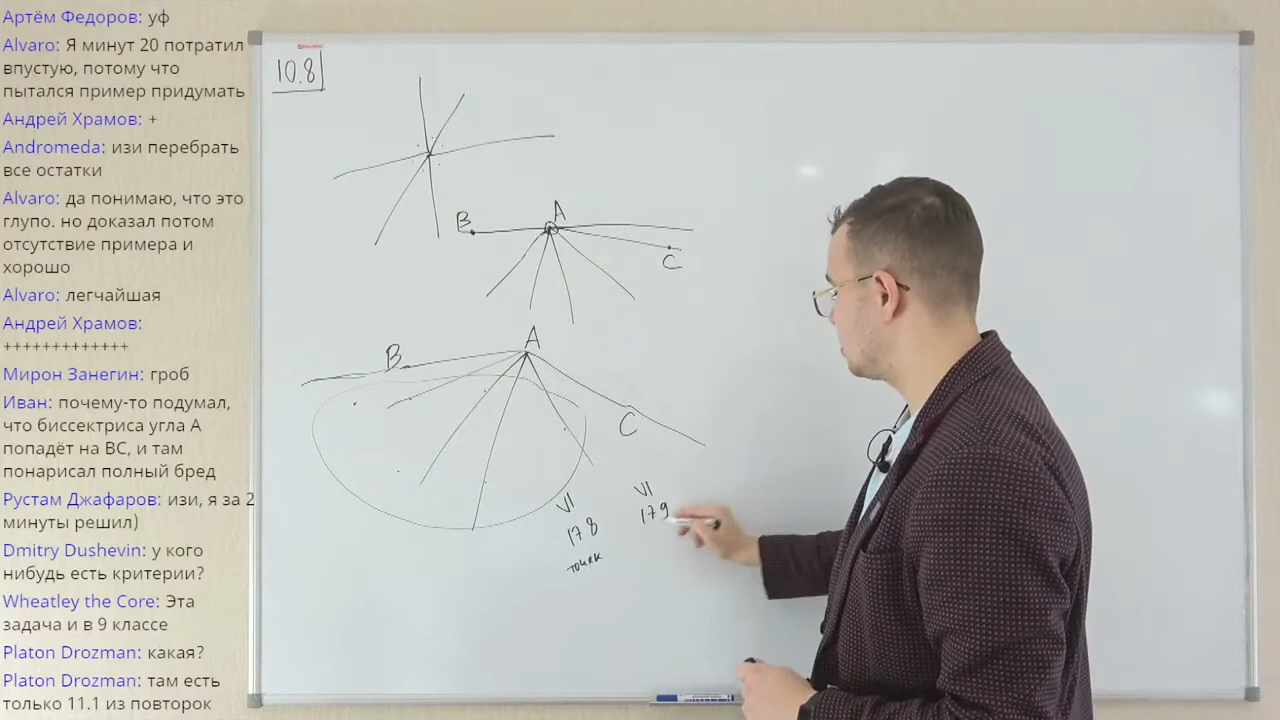 Артём Федоров: уф
Alvaro: Я минут 20 потратил
впустую, потому что
пытался пример придумать
Андрей Храмов: +
Andromeda: изи перебрать
все остатки
Alvaro: да понимаю, что это
глупо. но доказал потом
отсутствие примера и
хорошо
Alvaro: легчайшая
Андрей Храмов:
+++++++++++++
Мирон Занегин: гроб
Иван: почему-то подумал,
что биссектриса угла А
попадёт на ВС, и там
понарисал полный бред
Рустам Джафаров: изи, я за 2
минуты решил)
Dmitry Dushevin: у кого
нибудь есть критерии?
Wheatley the Core: Эта
задача и в 9 классе
Platon Drozman: какая?
Platon Drozman: там есть
только 11.1 из повторок
10.8
B A
C
A
B
C
VI VI
178 179
точек